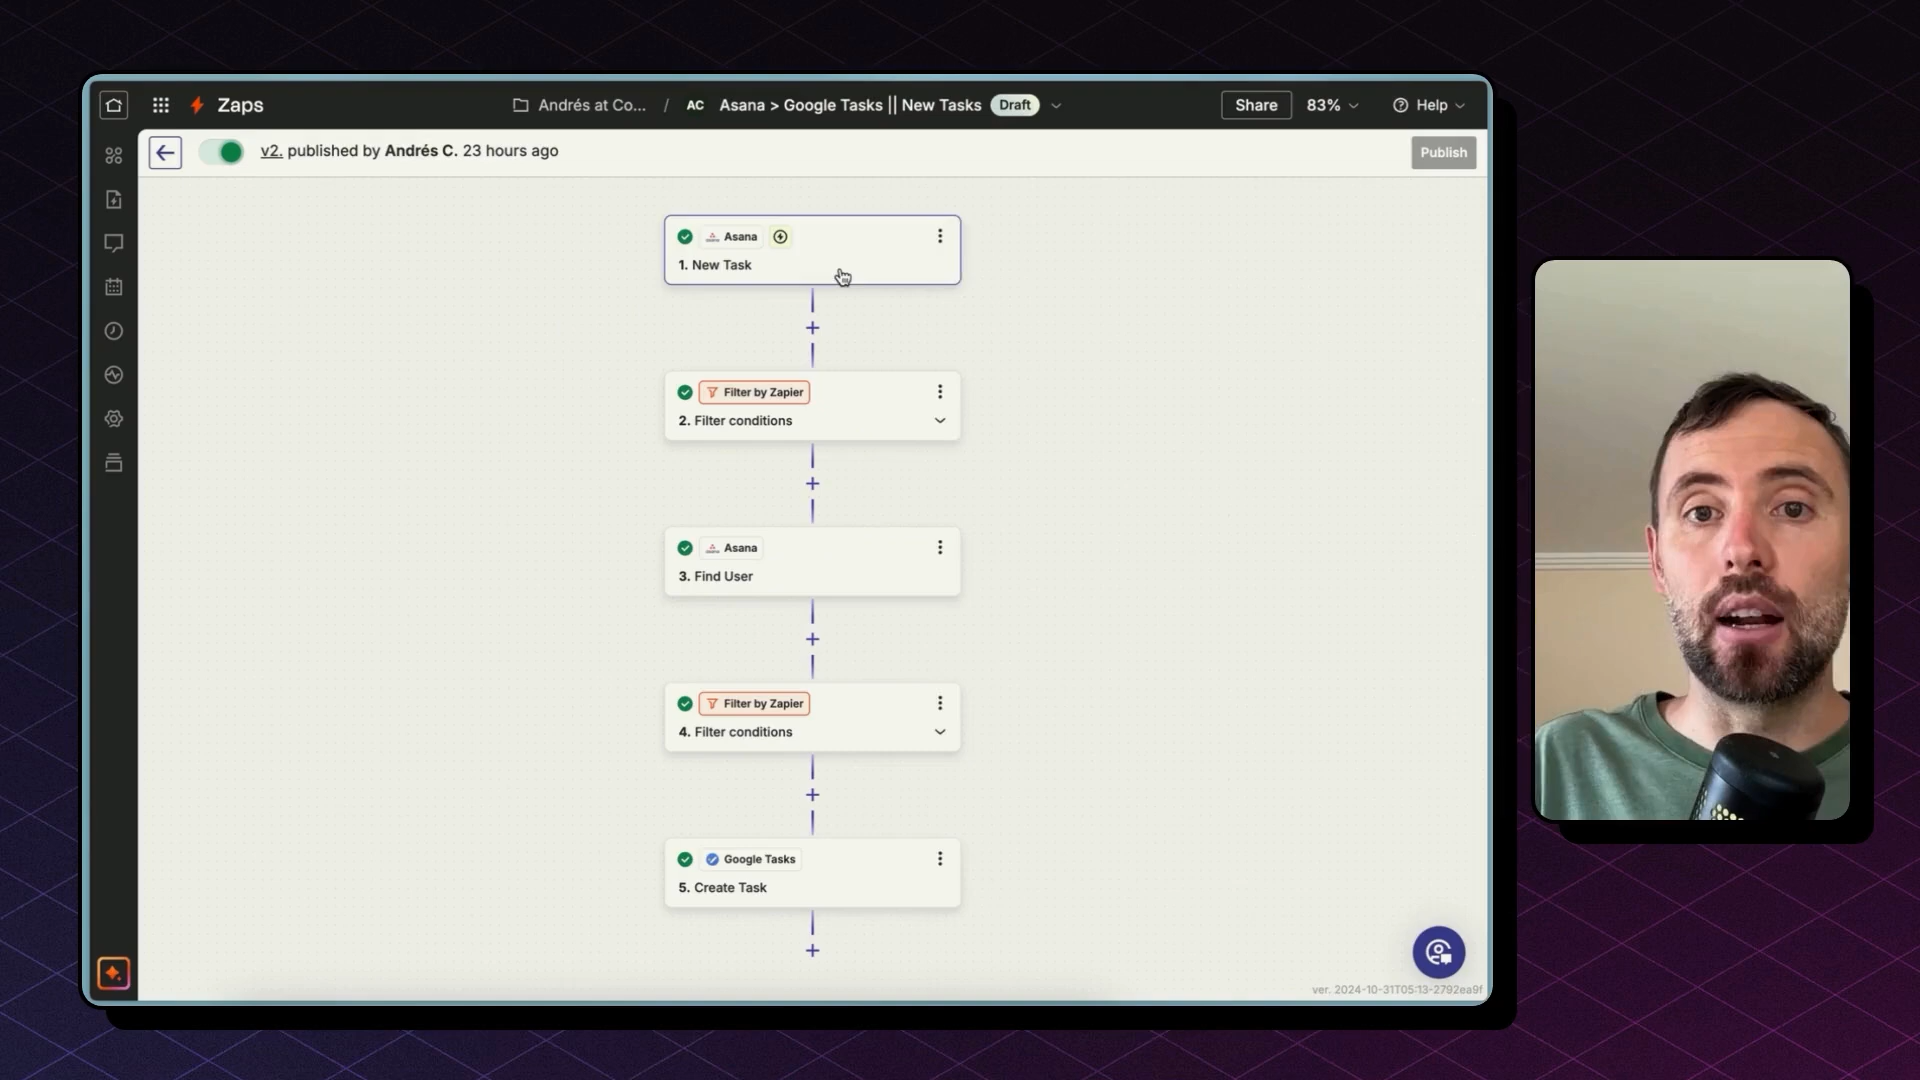 Zaps
Andrés at Co... / AC Asana > Google Tasks || New Tasks Draft
Share 83% Help
v2. published by Andrés C. 23 hours ago
Publish
Asana
1. New Task
Filter by Zapier
2. Filter conditions
Asana
3. Find User
Filter by Zapier
4. Filter conditions
Google Tasks
5. Create Task
ver. 2024-10-31T05:13-2792ea9f